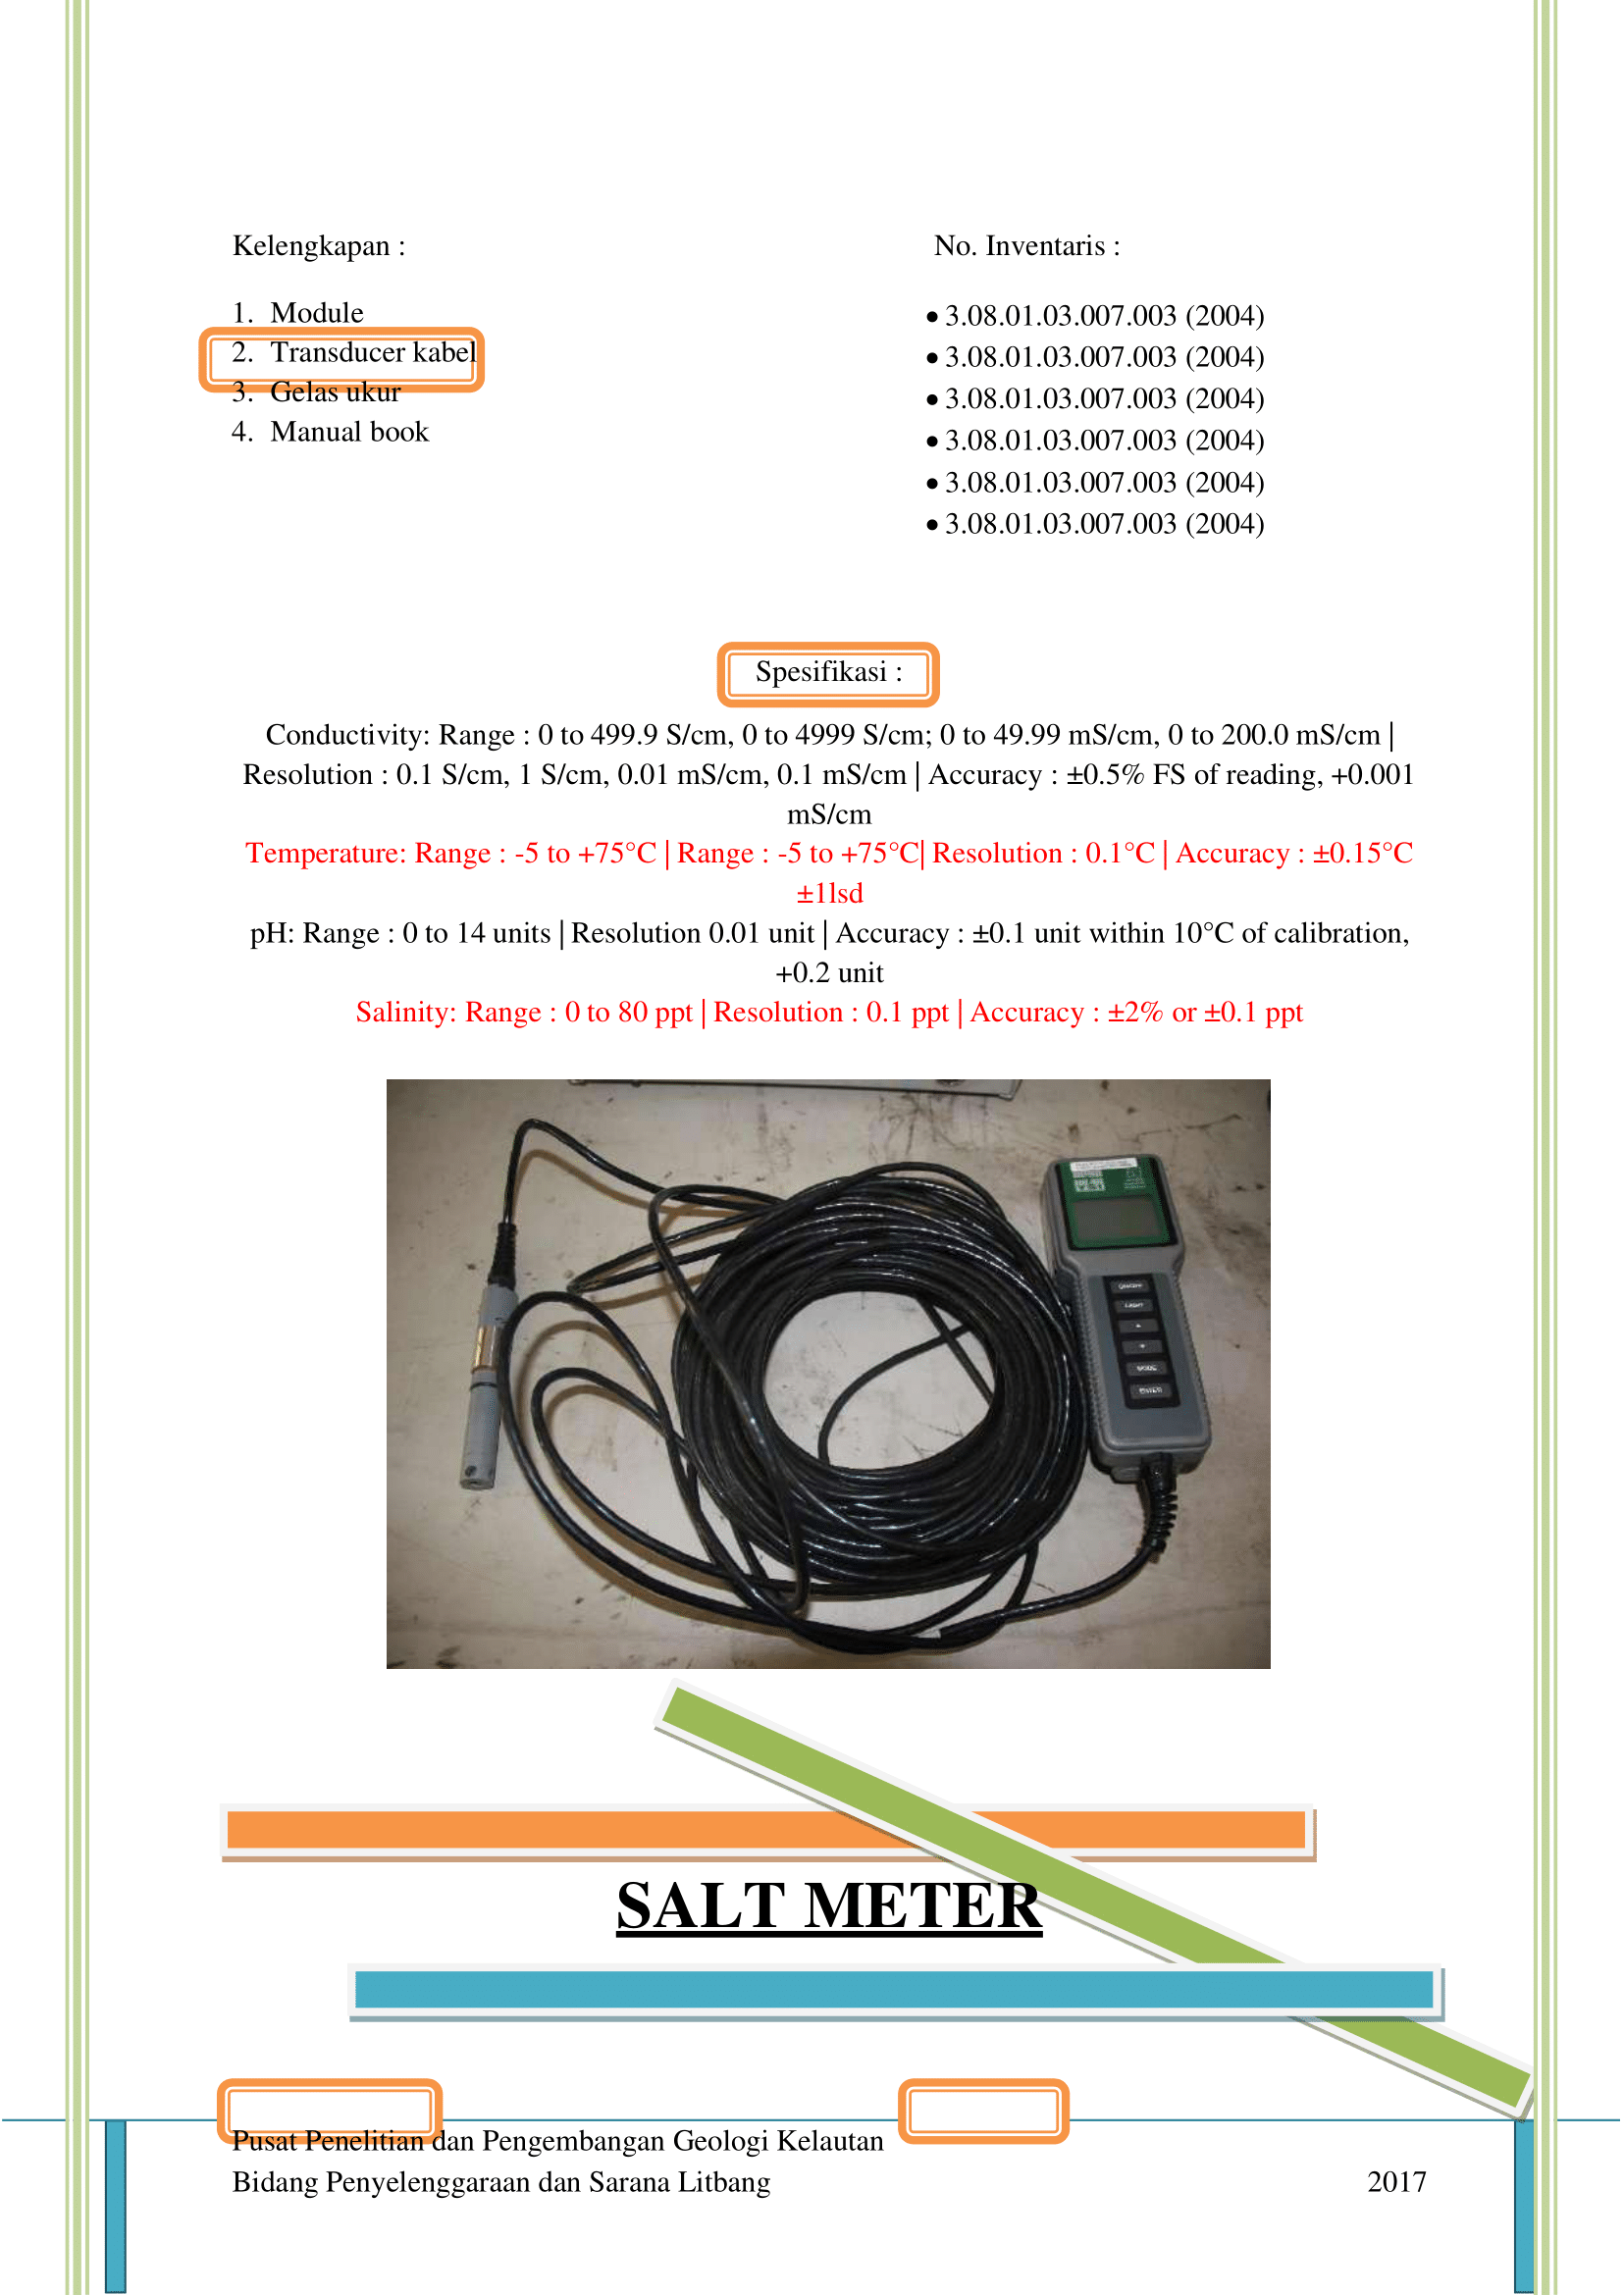 Kelengkapan :
1. Module
2. Transducer kabel
3. Gelas ukur
4. Manual book
No. Inventaris :
• 3.08.01.03.007.003 (2004)
• 3.08.01.03.007.003 (2004)
• 3.08.01.03.007.003 (2004)
• 3.08.01.03.007.003 (2004)
• 3.08.01.03.007.003 (2004)
• 3.08.01.03.007.003 (2004)
Spesifikasi :
Conductivity: Range : 0 to 499.9 S/cm, 0 to 4999 S/cm; 0 to 49.99 mS/cm, 0 to 200.0 mS/cm |
Resolution : 0.1 S/cm, 1 S/cm, 0.01 mS/cm, 0.1 mS/cm | Accuracy : ±0.5% FS of reading, +0.001
mS/cm
Temperature: Range : -5 to +75°C | Range : -5 to +75°C| Resolution : 0.1°C | Accuracy : ±0.15°C
±1lsd
pH: Range : 0 to 14 units | Resolution 0.01 unit | Accuracy : ±0.1 unit within 10°C of calibration,
+0.2 unit
Salinity: Range : 0 to 80 ppt | Resolution : 0.1 ppt | Accuracy : ±2% or ±0.1 ppt
LIGHT
MODE
ENTER
SALT METER
Pusat Penelitian dan Pengembangan Geologi Kelautan
Bidang Penyelenggaraan dan Sarana Litbang
2017